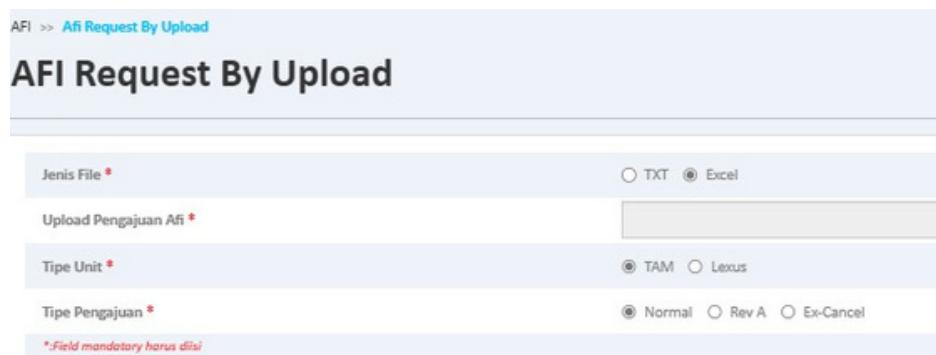 AFI >> Afi Request By Upload
AFI Request By Upload
Jenis File * TXT Excel
Upload Pengajuan Afi *
Tipe Unit * TAM Lexus
Tipe Pengajuan * Normal Rev A Ex-Cancel
*:Field mandatory harus diisi